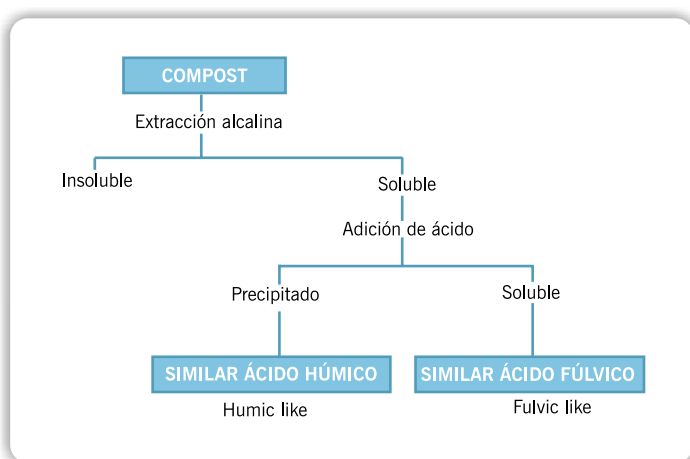 COMPOST
Extracción alcalina
Insoluble
Soluble
Adición de ácido
Precipitado
Soluble
SIMILAR ÁCIDO HÚMICO
SIMILAR ÁCIDO FÚLVICO
Humic like
Fulvic like